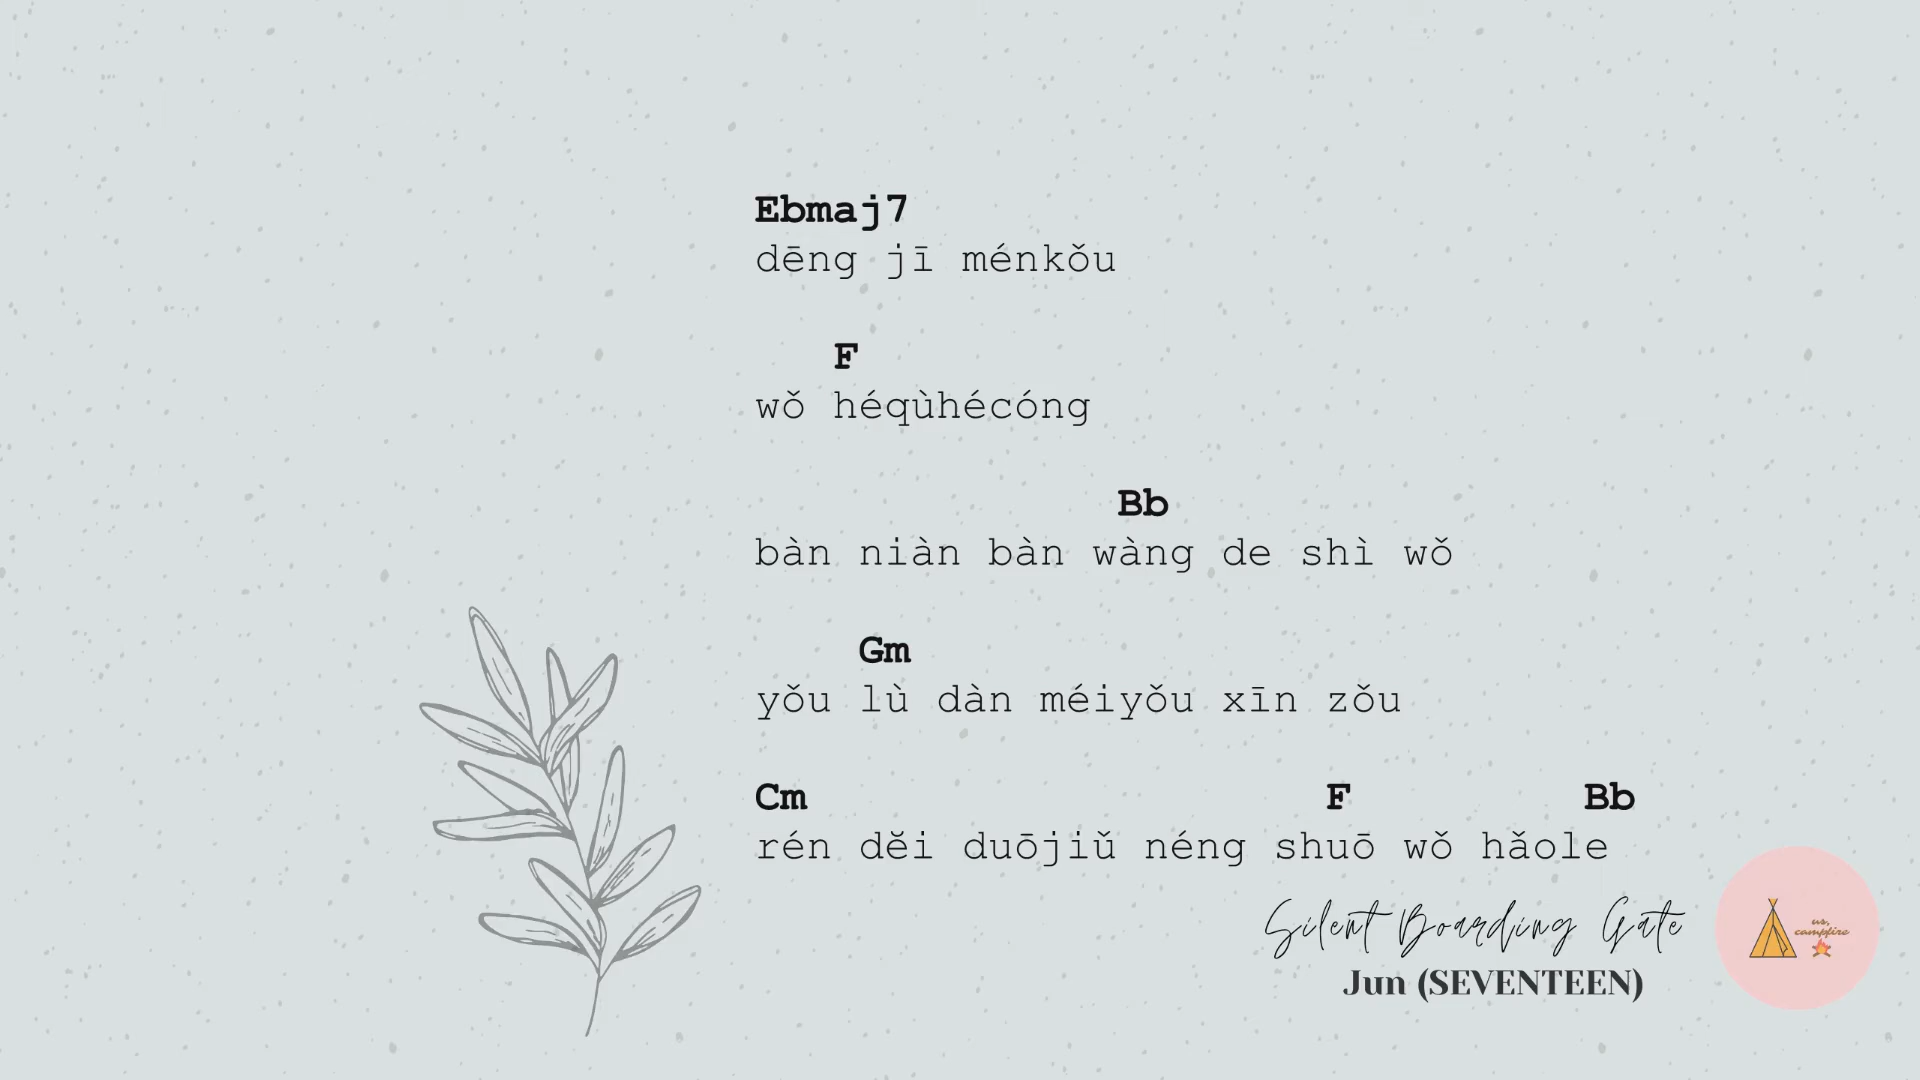 Ebmaj7
dēng jī ménkǒu
F
wǒ héqùhécóng
Bb
bàn niàn bàn wàng de shì wǒ
Gm
yǒu lù dàn méiyǒu xīn zǒu
Cm F Bb
rén děi duōjiǔ néng shuō wǒ hǎole
Silent Boarding Gate
Jun (SEVENTEEN)
us,
campfire